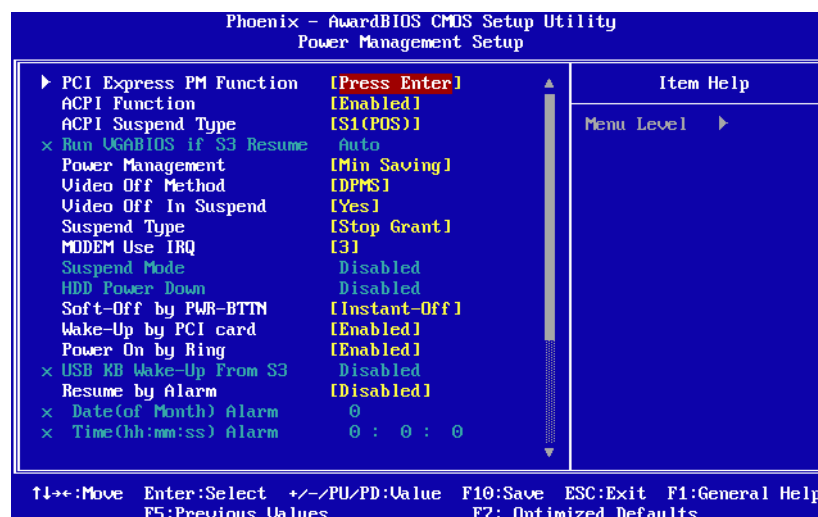 Phoenix - AwardBIOS CMOS Setup Utility
Power Management Setup
PCI Express PM Function [Press Enter]
ACPI Function [Enabled]
ACPI Suspend Type [S1(POS)]
x Run VGABIOS if S3 Resume Auto
Power Management [Min Saving]
Video Off Method [DPMS]
Video Off In Suspend [Yes]
Suspend Type [Stop Grant]
MODEM Use IRQ [3]
Suspend Mode Disabled
HDD Power Down Disabled
Soft-Off by PWR-BTTN [Instant-Off]
Wake-Up by PCI card [Enabled]
Power On by Ring [Enabled]
x USB KB Wake-Up From S3 Disabled
Resume by Alarm [Disabled]
x Date(of Month) Alarm 0
x Time(hh:mm:ss) Alarm 0 : 0 : 0
Item Help
Menu Level
↑↓→←:Move Enter:Select +/-/PU/PD:Value F10:Save ESC:Exit F1:General Help
F5:Previous Values F7: Optimized Defaults